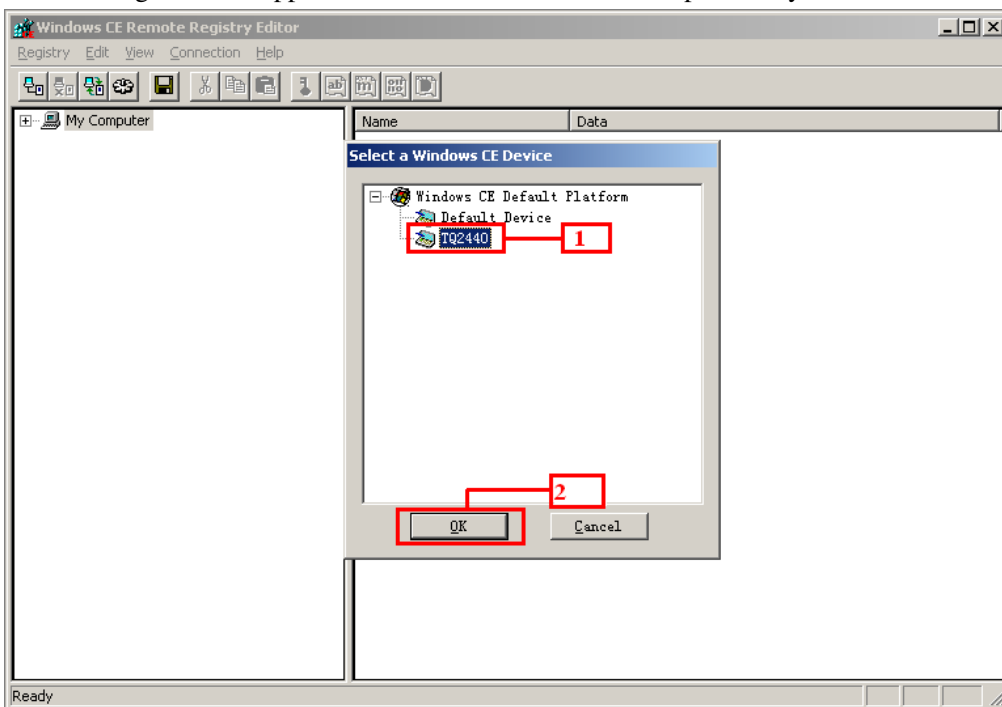 Windows CE Remote Registry Editor
Registry Edit View Connection Help
My Computer
Name Data
Select a Windows CE Device
Windows CE Default Platform
Default Device
TQ2440
1
2
OK Cancel
Ready